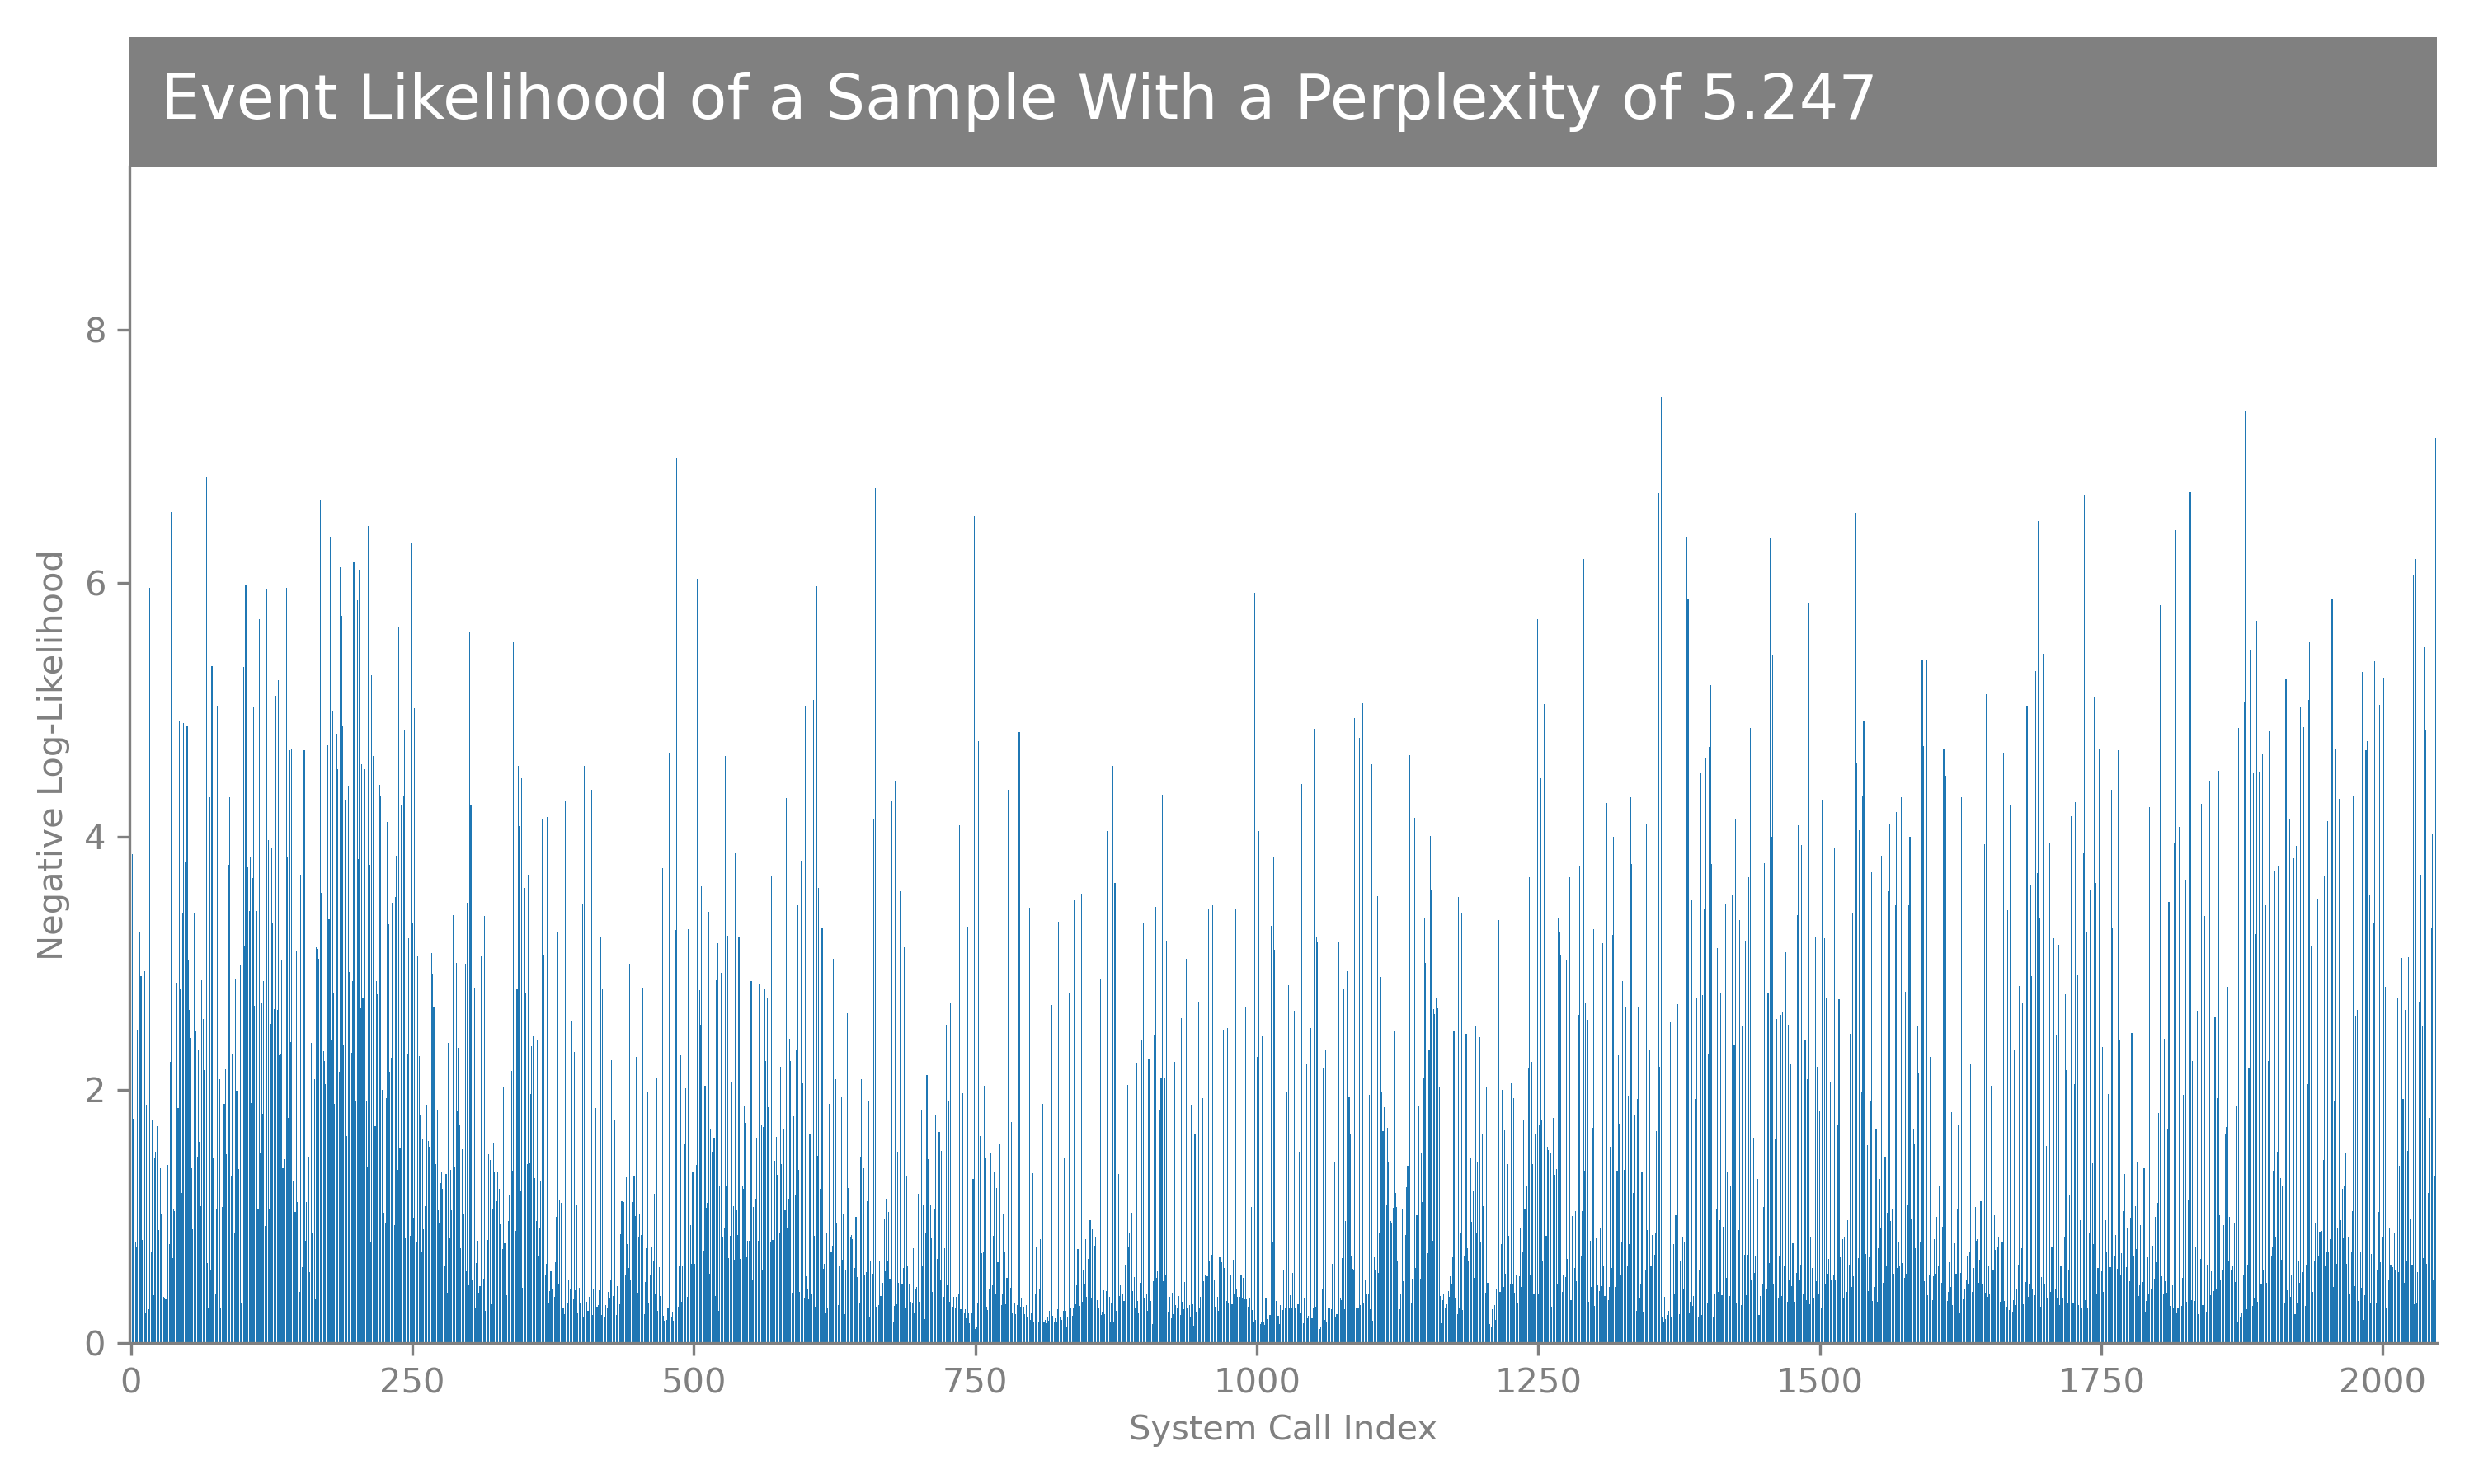 Event Likelihood of a Sample With a Perplexity of 5.247
Negative Log-Likelihood
8
6
4
2
0
0 250 500 750 1000 1250 1500 1750 2000
System Call Index